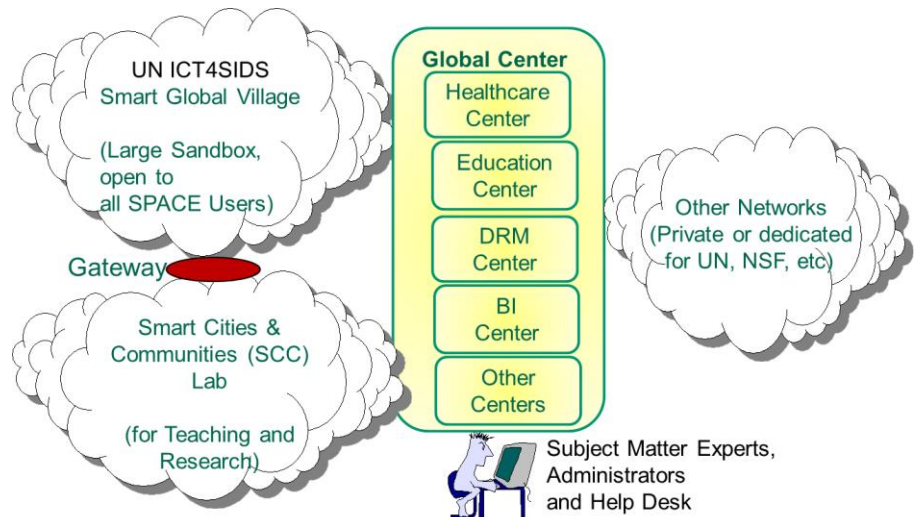 UN ICT4SIDS
Smart Global Village
(Large Sandbox,
open to
all SPACE Users)
Gateway
Smart Cities &
Communities (SCC)
Lab
(for Teaching and
Research)
Global Center
Healthcare
Center
Education
Center
DRM
Center
BI
Center
Other
Centers
Other Networks
(Private or dedicated
for UN, NSF, etc)
Subject Matter Experts,
Administrators
and Help Desk